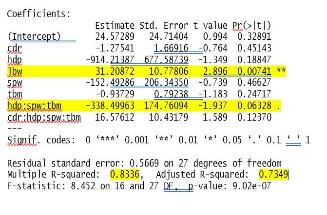 Coefficients:
Estimate Std. Error t value Pr(>|t|)
(Intercept) 24.57289 24.71404 0.994 0.32891
cdr -1.27541 1.66916 -0.764 0.45143
hdp -914.21387 677.58739 -1.349 0.18847
jbw 31.20872 10.77806 2.896 0.00741 **
spw -152.49286 206.34350 -0.739 0.46627
tbm -0.93729 0.79238 -1.183 0.24717
hdp:spw:tbm -338.49963 174.76094 -1.937 0.06328 .
cdr:hdp:spw:tbm 16.57612 10.43179 1.589 0.12370
---
Signif. codes: 0 ‘***’ 0.001 ‘**’ 0.01 ‘*’ 0.05 ‘.’ 0.1 ‘ ’ 1
Residual standard error: 0.5669 on 27 degrees of freedom
Multiple R-squared: 0.8336, Adjusted R-squared: 0.7349
F-statistic: 8.452 on 16 and 27 DF, p-value: 9.02e-07